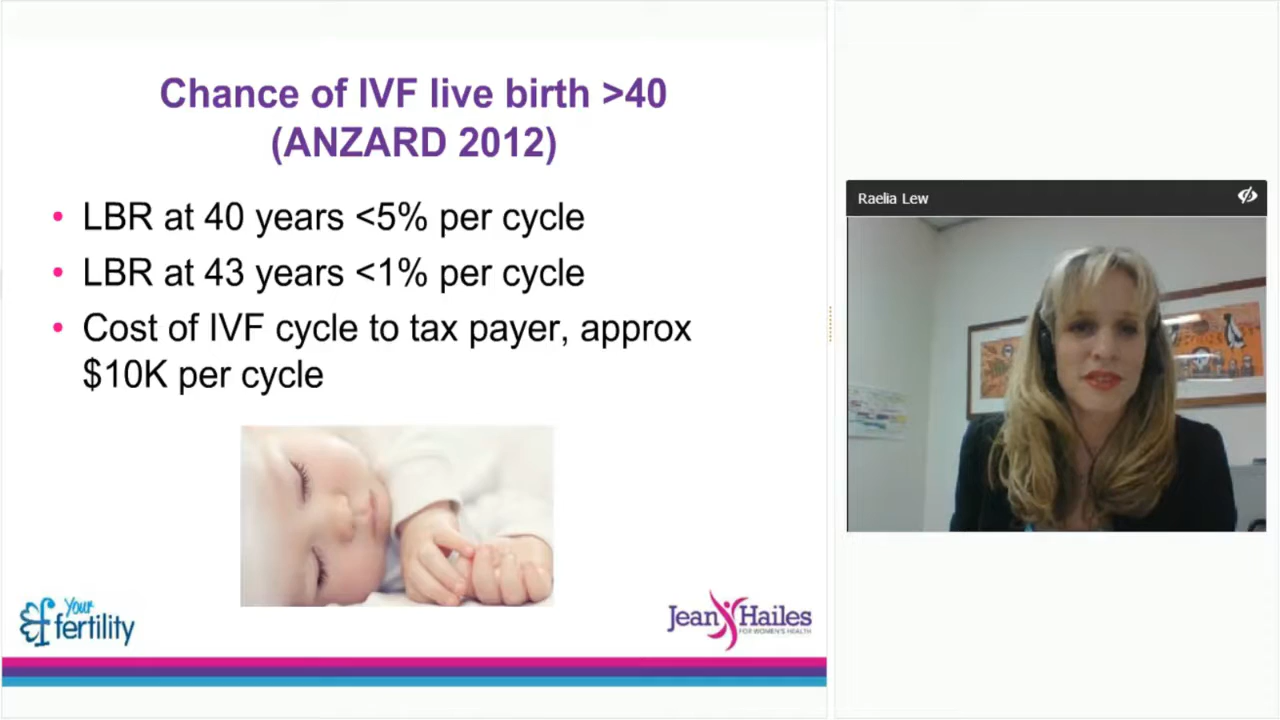 Chance of IVF live birth >40
(ANZARD 2012)
• LBR at 40 years <5% per cycle
• LBR at 43 years <1% per cycle
• Cost of IVF cycle to tax payer, approx
$10K per cycle
Your
fertility
Jean Hailes
FOR WOMEN'S HEALTH
Raelia Lew